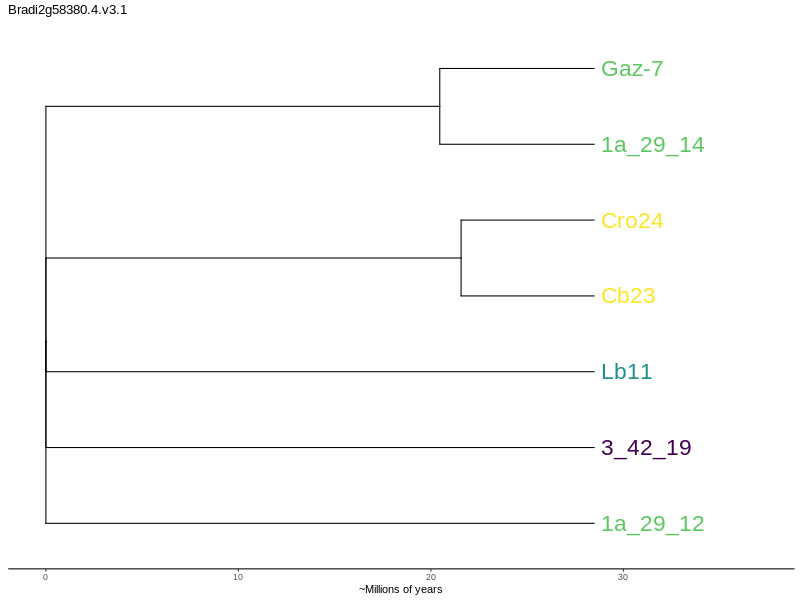 Bradi2g58380.4.v3.1
Gaz-7
1a_29_14
Cro24
Cb23
Lb11
3_42_19
1a_29_12
0 10 20 30
~Millions of years